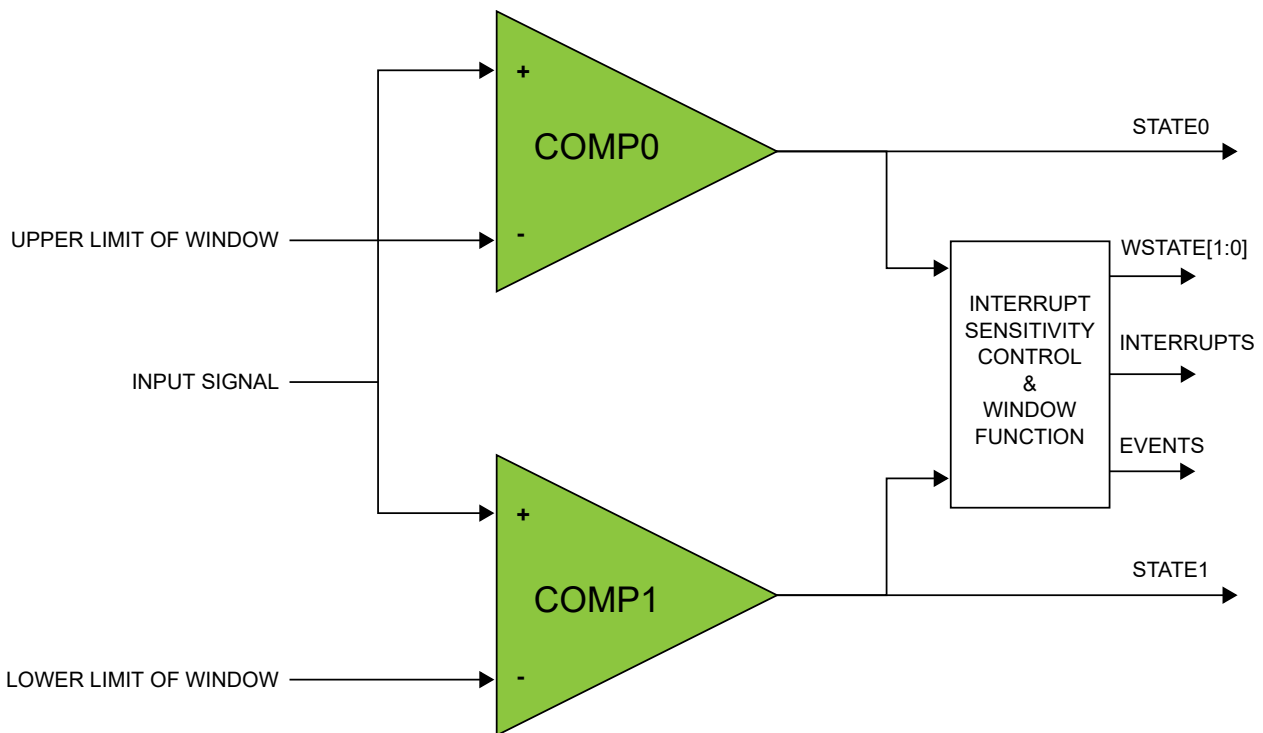 +
COMP0
-
STATE0
UPPER LIMIT OF WINDOW
WSTATE[1:0]
INTERRUPT
SENSITIVITY
CONTROL
&
WINDOW
FUNCTION
INTERRUPTS
INPUT SIGNAL
EVENTS
+
COMP1
-
STATE1
LOWER LIMIT OF WINDOW